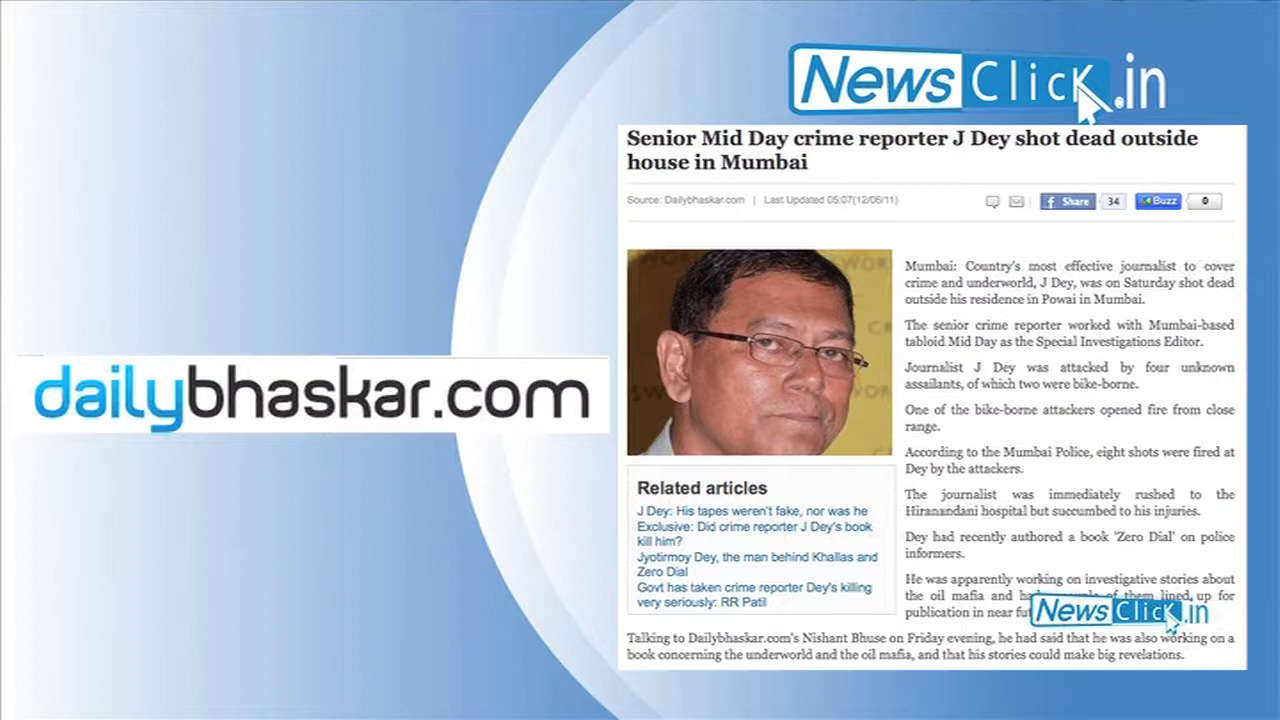 NewsClick.in
Senior Mid Day crime reporter J Dey shot dead outside
house in Mumbai
Source: Dailybhaskar.com | Last Updated 05:07(12/06/11)
Share 34 Buzz 0
dailybhaskar.com
Mumbai: Country's most effective journalist to cover
crime and underworld, J Dey, was on Saturday shot dead
outside his residence in Powai in Mumbai.
The senior crime reporter worked with Mumbai-based
tabloid Mid Day as the Special Investigations Editor.
Journalist J Dey was attacked by four unknown
assailants, of which two were bike-borne.
One of the bike-borne attackers opened fire from close
range.
According to the Mumbai Police, eight shots were fired at
Dey by the attackers.
The journalist was immediately rushed to the
Hiranandani hospital but succumbed to his injuries.
Dey had recently authored a book 'Zero Dial' on police
informers.
He was apparently working on investigative stories about
the oil mafia and of them lined up for
publication in near
NewsClick.in
Related articles
J Dey: His tapes weren't fake, nor was he
Exclusive: Did crime reporter J Dey's book
kill him?
Jyotirmoy Dey, the man behind Khallas and
Zero Dial
Govt has taken crime reporter Dey's killing
very seriously: RR Patil
Talking to Dailybhaskar.com's Nishant Bhuse on Friday evening, he had said that he was also working on a
book concerning the underworld and the oil mafia, and that his stories could make big revelations.